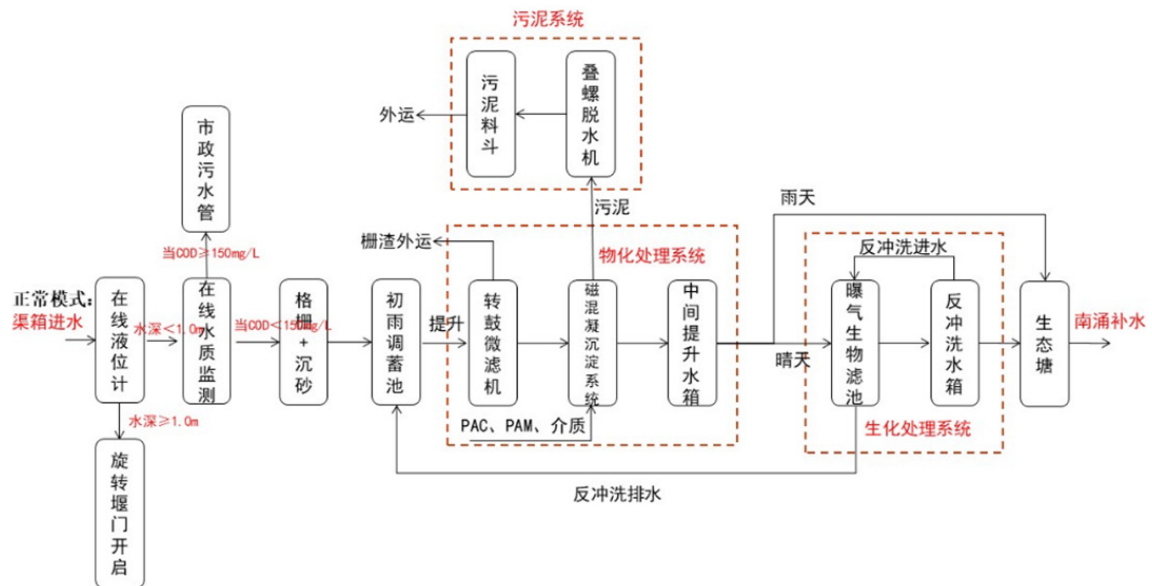 污泥系统
污泥料斗
叠螺脱水机
外运
市政污水管
污泥
雨天
栅渣外运
物化处理系统
反冲洗进水
当COD≥150mg/L
正常模式:
渠箱进水
在线液位计
水深<1.0m
在线水质监测
当COD<150mg/L
格栅+沉砂
初雨调蓄池
提升
转鼓微滤机
磁混凝沉淀系统
中间提升水箱
晴天
曝气生物滤池
反冲洗水箱
生态塘
南涌补水
水深≥1.0m
PAC、PAM、介质
生化处理系统
旋转堰门开启
反冲洗排水